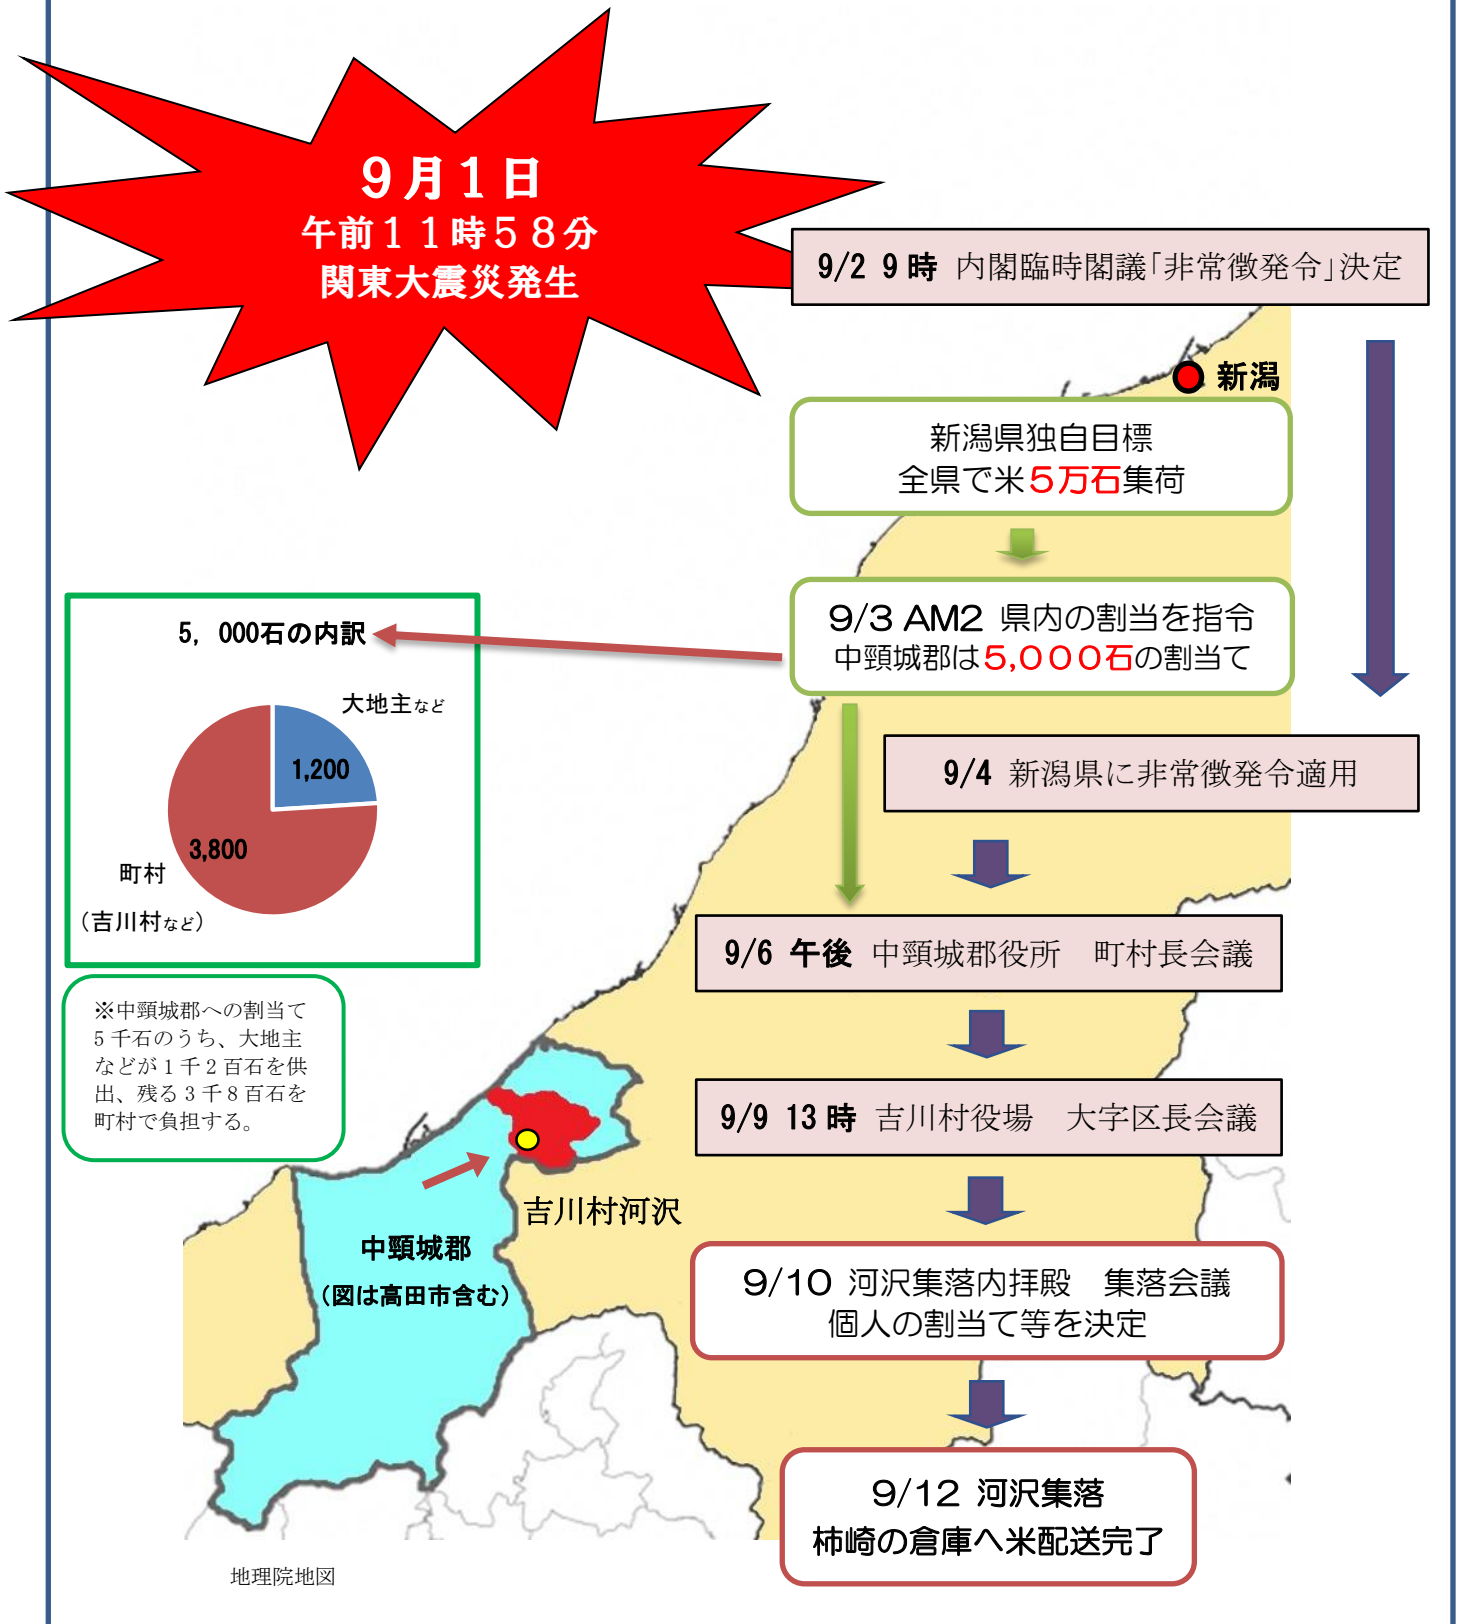 ９月１日
午前１１時５８分
関東大震災発生
9/2 9時 内閣臨時閣議「非常徴発令」決定
新潟
新潟県独自目標
全県で米５万石集荷
9/3 AM2 県内の割当を指令
中頸城郡は５,０００石の割当て
5, 000石の内訳
大地主など
1,200
3,800
町村
（吉川村など）
※中頸城郡への割当て
５千石のうち、大地主
などが１千２百石を供
出、残る３千８百石を
町村で負担する。
9/4 新潟県に非常徴発令適用
9/6 午後 中頸城郡役所　町村長会議
9/9 13時 吉川村役場　大字区長会議
吉川村河沢
中頸城郡
（図は高田市含む）
9/10 河沢集落内拝殿　集落会議
個人の割当て等を決定
9/12 河沢集落
柿崎の倉庫へ米配送完了
地理院地図